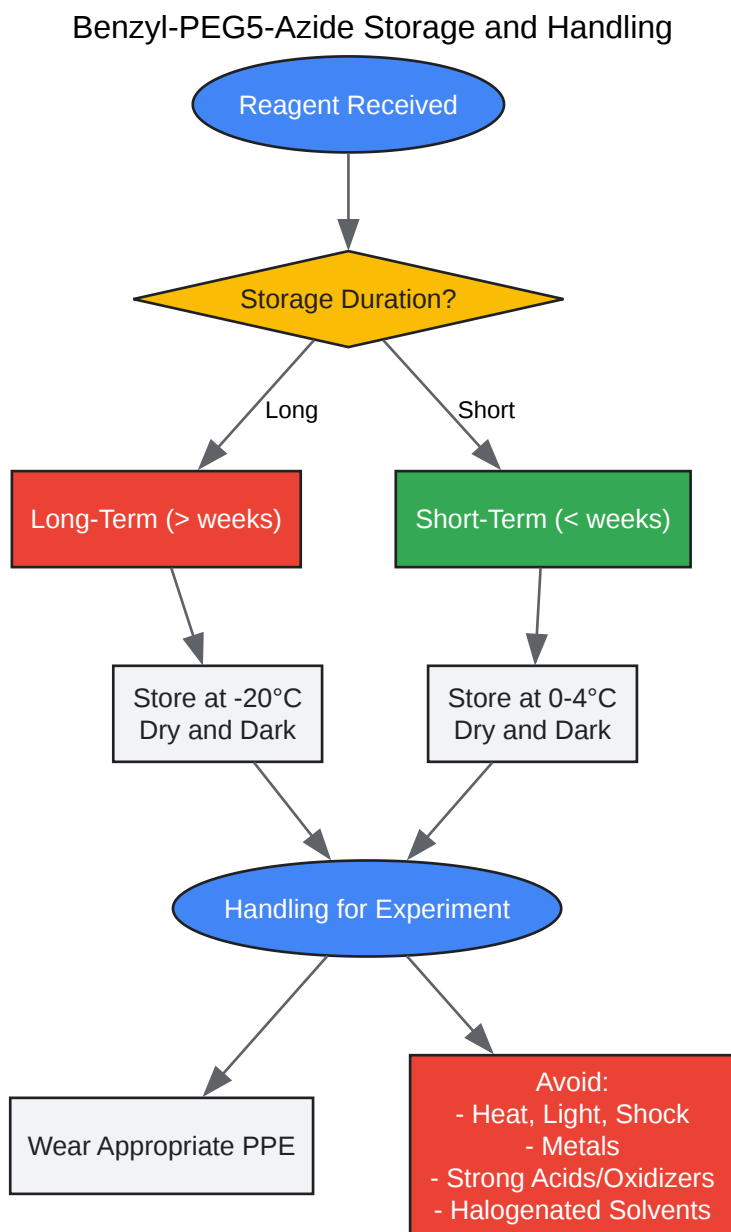 Benzyl-PEG5-Azide Storage and Handling
Reagent Received
Storage Duration?
Long
Short
Long-Term (> weeks)
Short-Term (< weeks)
Store at -20°C
Dry and Dark
Store at 0-4°C
Dry and Dark
Handling for Experiment
Wear Appropriate PPE
Avoid:
- Heat, Light, Shock
- Metals
- Strong Acids/Oxidizers
- Halogenated Solvents